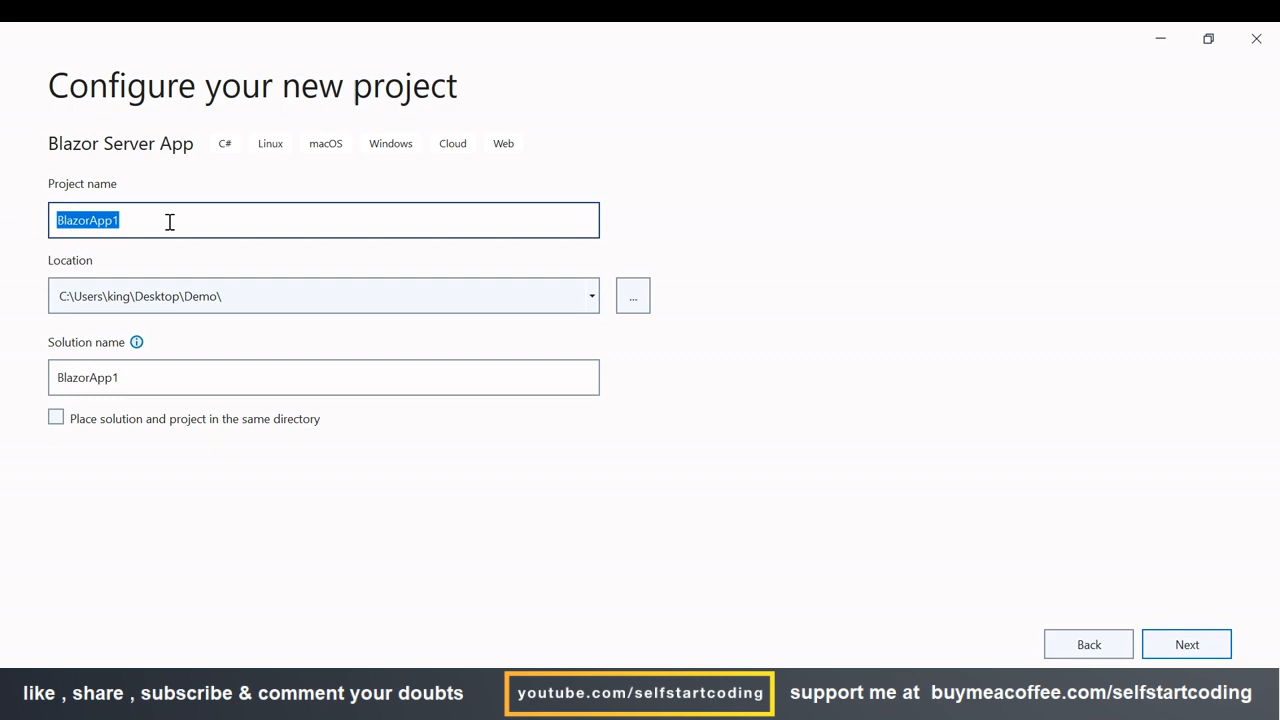 Configure your new project
Blazor Server App C# Linux macOS Windows Cloud Web
Project name
BlazorApp1
Location
C:\Users\king\Desktop\Demo\
...
Solution name
BlazorApp1
Place solution and project in the same directory
Back Next
like , share , subscribe & comment your doubts youtube.com/selfstartcoding support me at buymeacoffee.com/selfstartcoding